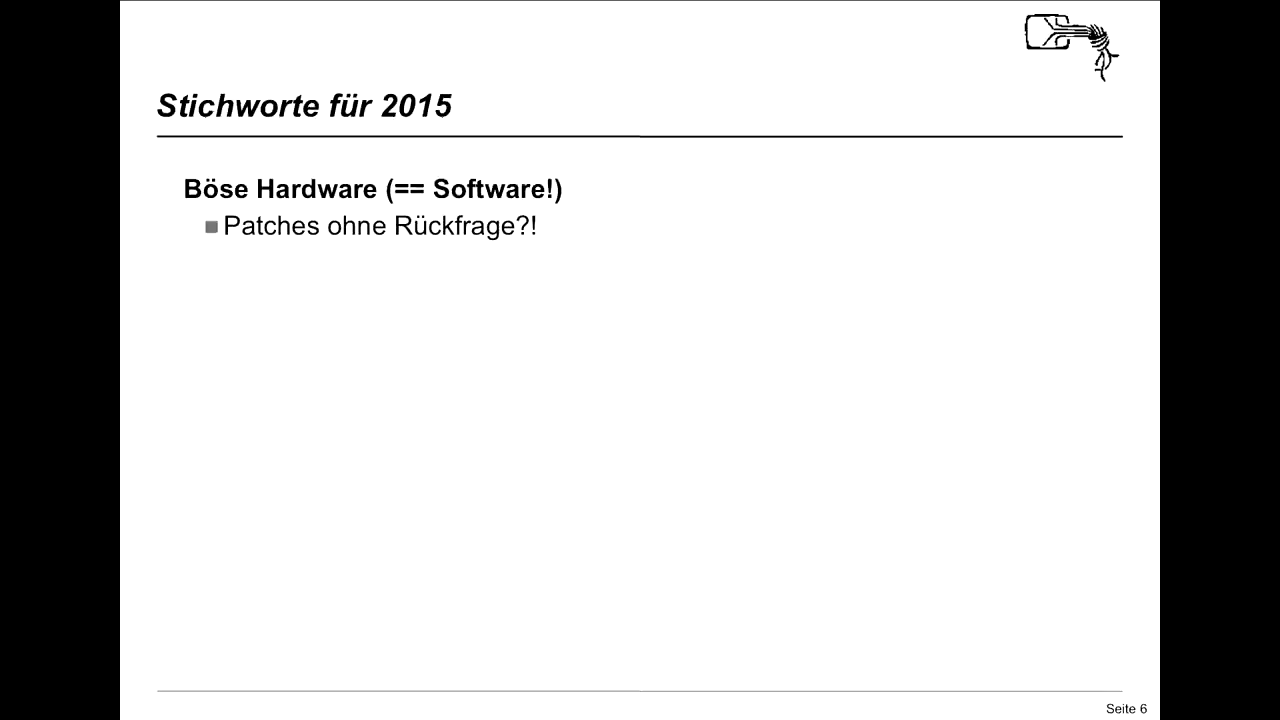 Stichworte für 2015
Böse Hardware (== Software!)
Patches ohne Rückfrage?!
Seite 6